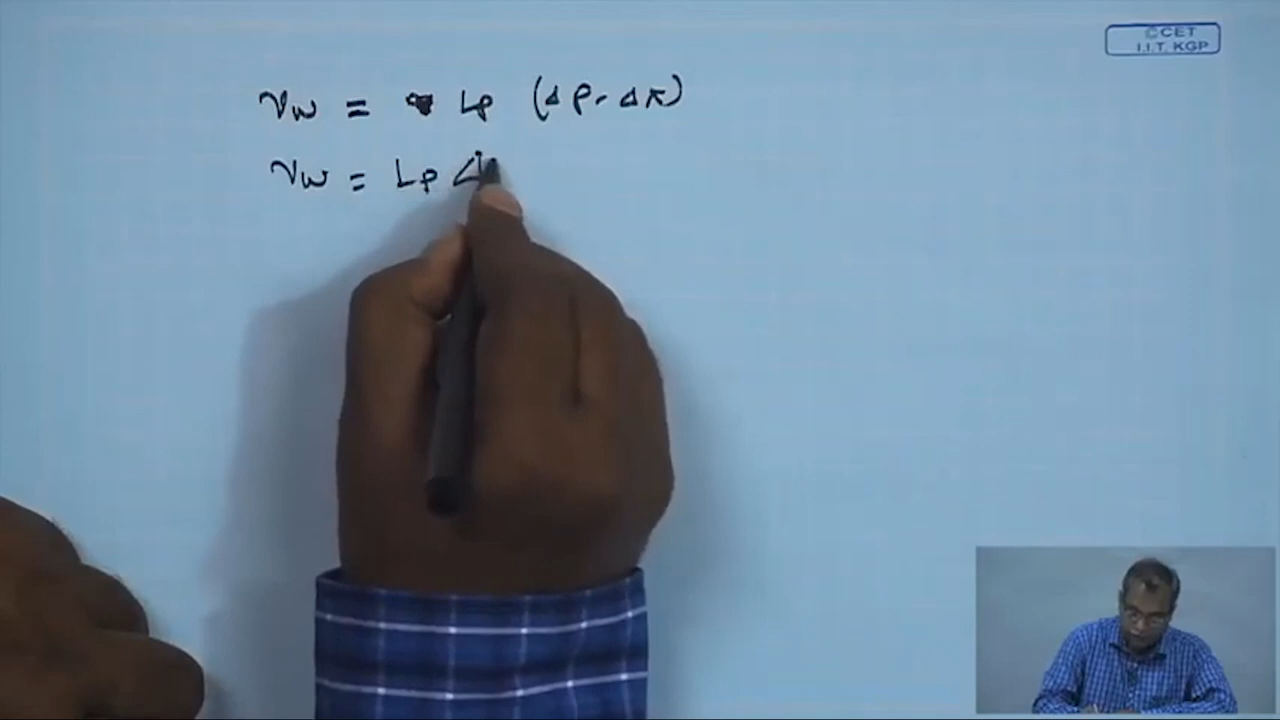 ©CET
I.I.T. KGP
Vw = Lp (Δp - Δπ)
Vw = Lp